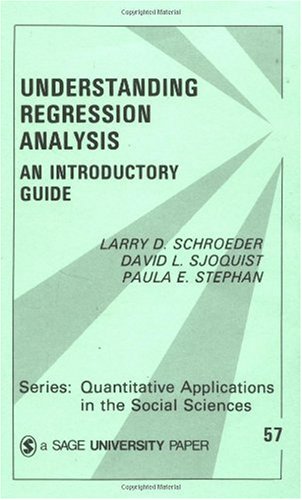 UNDERSTANDING
REGRESSION
ANALYSIS
AN INTRODUCTORY
GUIDE
LARRY D. SCHROEDER
DAVID L. SJOQUIST
PAULA E. STEPHAN
Series: Quantitative Applications
in the Social Sciences
S a SAGE UNIVERSITY PAPER 57